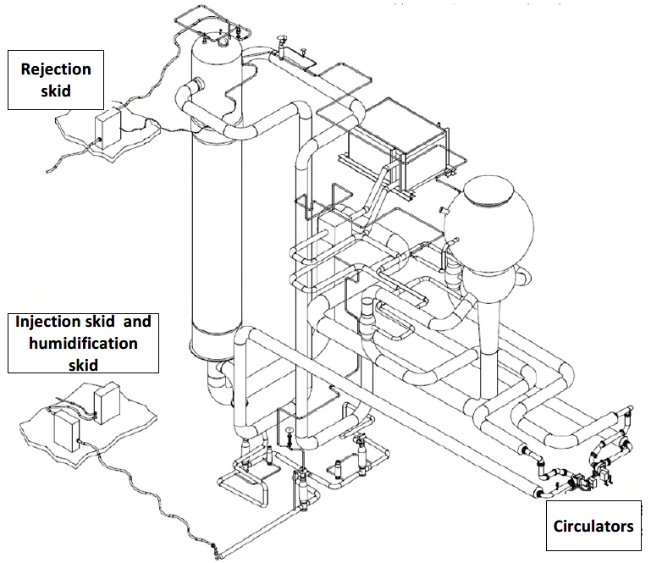 Rejection
skid
Injection skid and
humidification
skid
Circulators